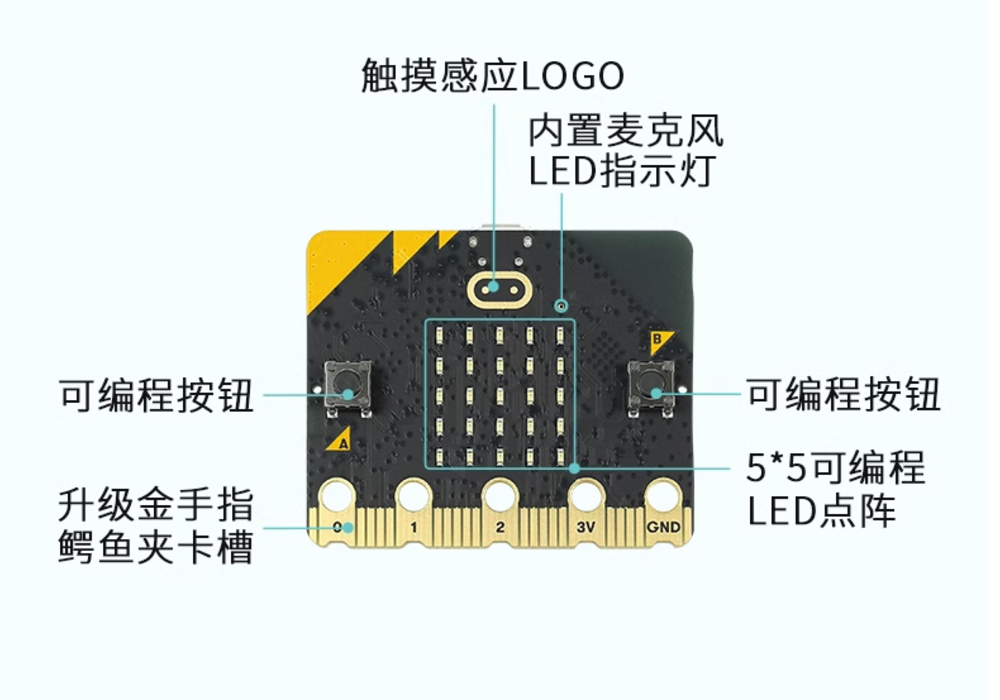 触摸感应LOGO
内置麦克风
LED指示灯
B
可编程按钮
可编程按钮
A
5*5可编程
LED点阵
升级金手指
鳄鱼夹卡槽
0
1
2
3V
GND